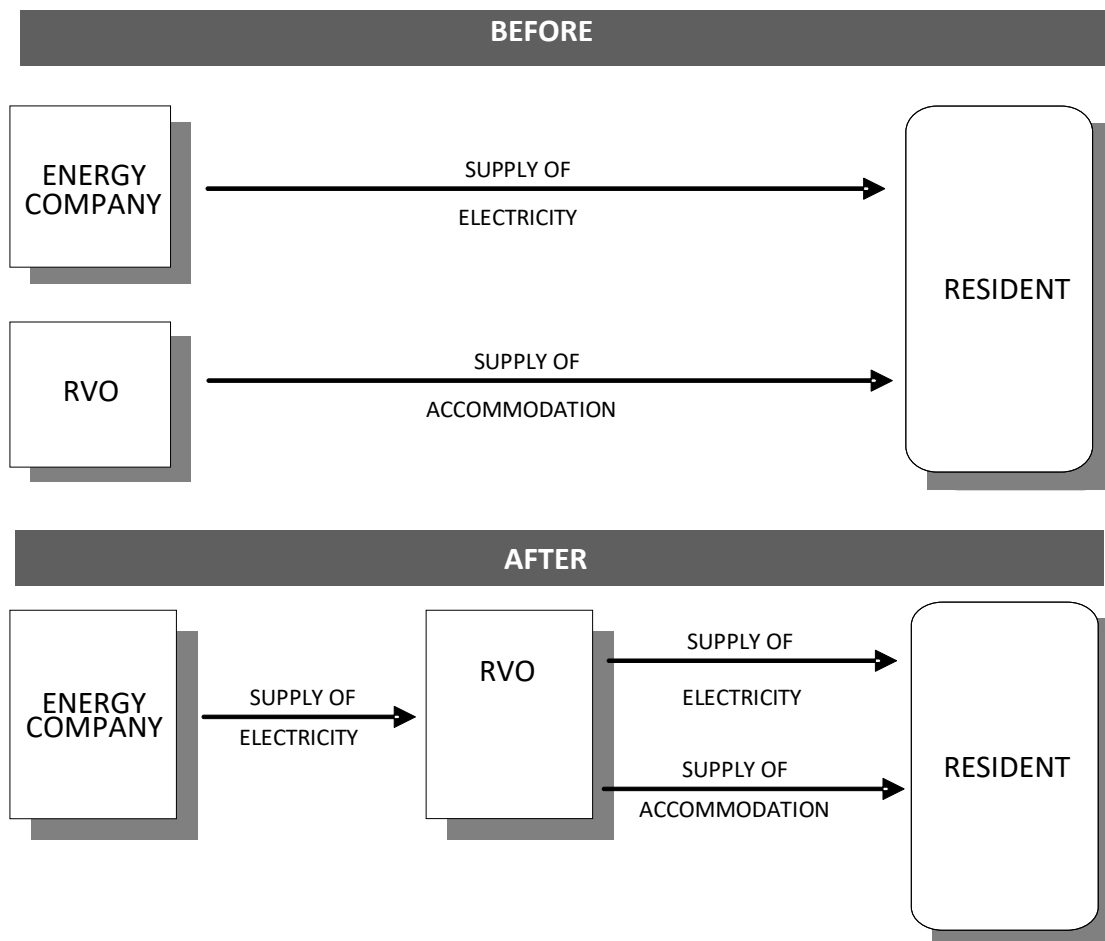 BEFORE
ENERGY
COMPANY
SUPPLY OF
ELECTRICITY
RESIDENT
RVO
SUPPLY OF
ACCOMMODATION
AFTER
ENERGY
COMPANY
SUPPLY OF
ELECTRICITY
RVO
SUPPLY OF
ELECTRICITY
SUPPLY OF
ACCOMMODATION
RESIDENT